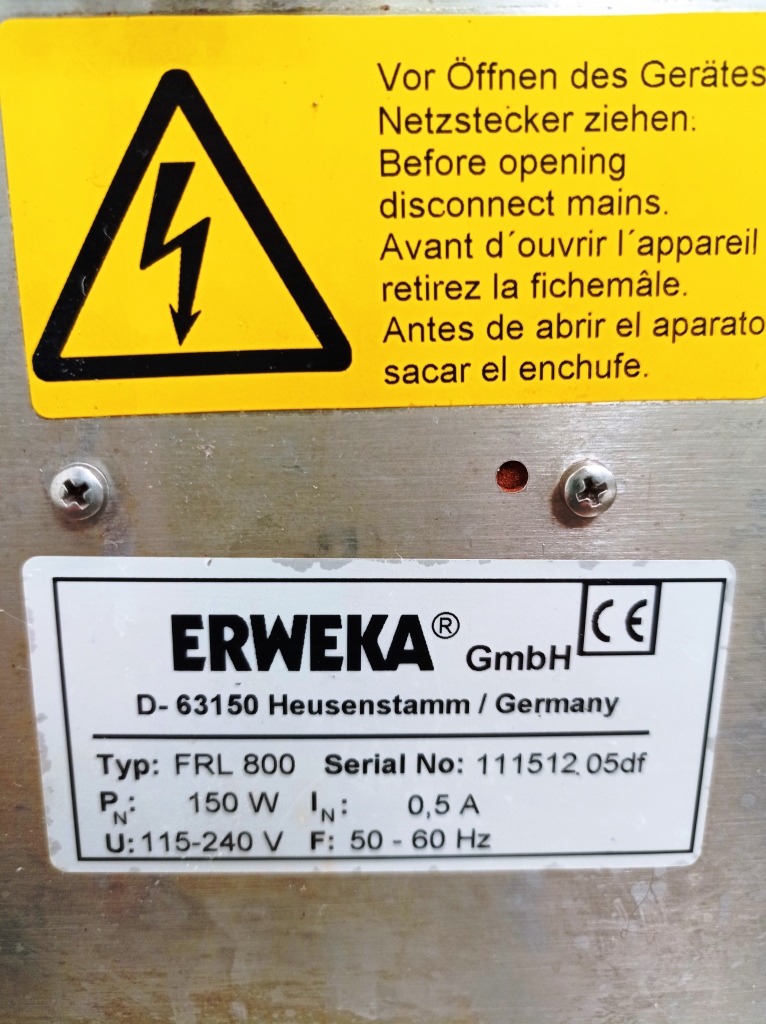 Vor Öffnen des Gerätes
Netzstecker ziehen.
Before opening
disconnect mains.
Avant d´ouvrir l´appareil
retirez la fichemâle.
Antes de abrir el aparato
sacar el enchufe.
ERWEKA® GmbH CE
D- 63150 Heusenstamm / Germany
Typ: FRL 800 Serial No: 111512.05df
PN: 150 W IN: 0,5 A
U: 115-240 V F: 50 - 60 Hz